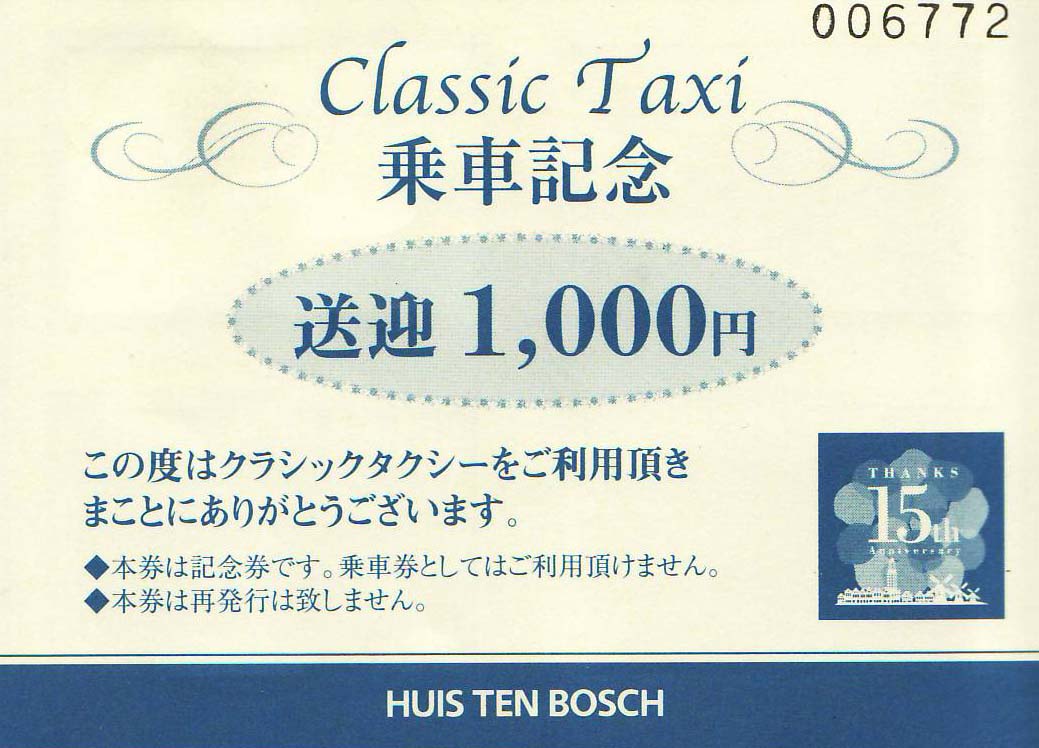 006772
Classic Taxi
乗車記念
送迎 1,000円
この度はクラシックタクシーをご利用頂き
まことにありがとうございます。
◆本券は記念券です。乗車券としてはご利用頂けません。
◆本券は再発行は致しません。
THANKS
15th
Anniversary
HUIS TEN BOSCH